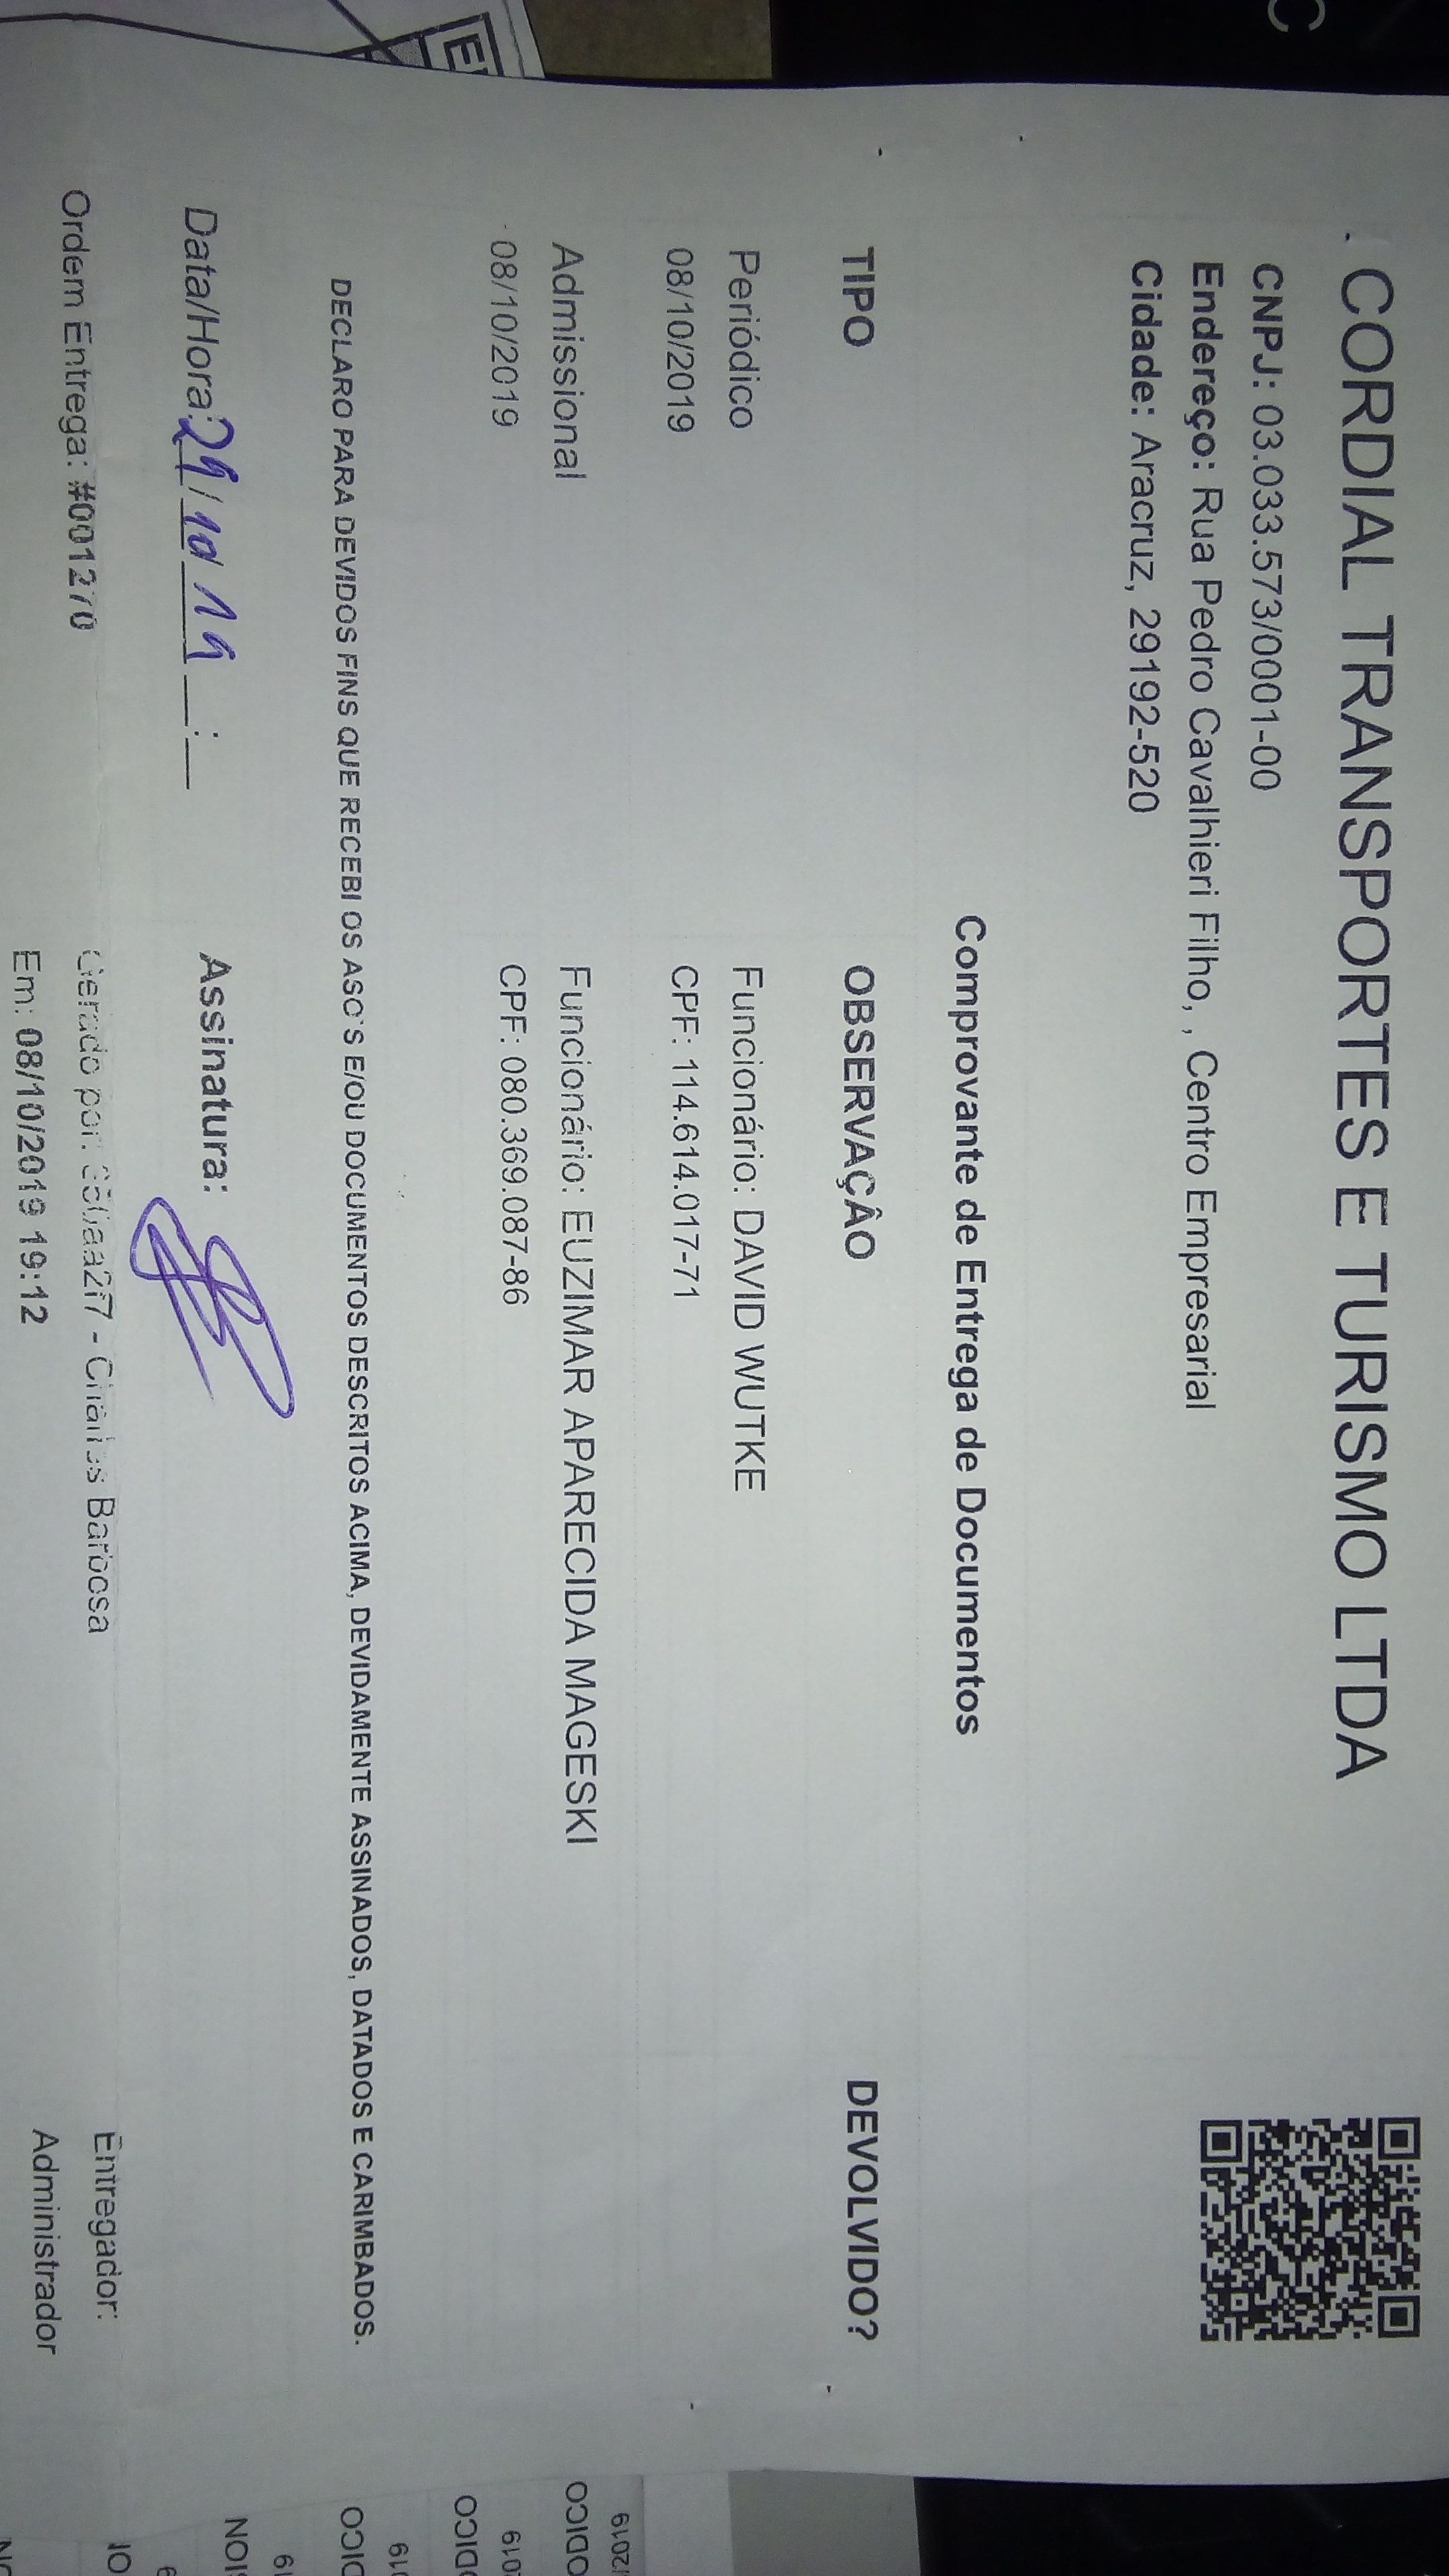 CORDIAL TRANSPORTES E TURISMO LTDA
CNPJ: 03.033.573/0001-00
Endereço: Rua Pedro Cavalhieri Filho, , Centro Empresarial
Cidade: Aracruz, 29192-520
Comprovante de Entrega de Documentos
TIPO OBSERVAÇÂO DEVOLVIDO?
Periódico Funcionário: DAVID WUTKE
08/10/2019 CPF: 114.614.017-71
Admissional Funcionário: EUZIMAR APARECIDA MAGESKI
08/10/2019 CPF: 080.369.087-86
DECLARO PARA DEVIDOS FINS QUE RECEBI OS ASO'S E/OU DOCUMENTOS DESCRITOS ACIMA, DEVIDAMENTE ASSINADOS, DATADOS E CARIMBADOS.
Data/Hora: 29/10/19 __:__ Assinatura:
Ordem Entrega: #001270 Gerado por: - Charles Barbosa Entregador:
Em: 08/10/2019 19:12 Administrador